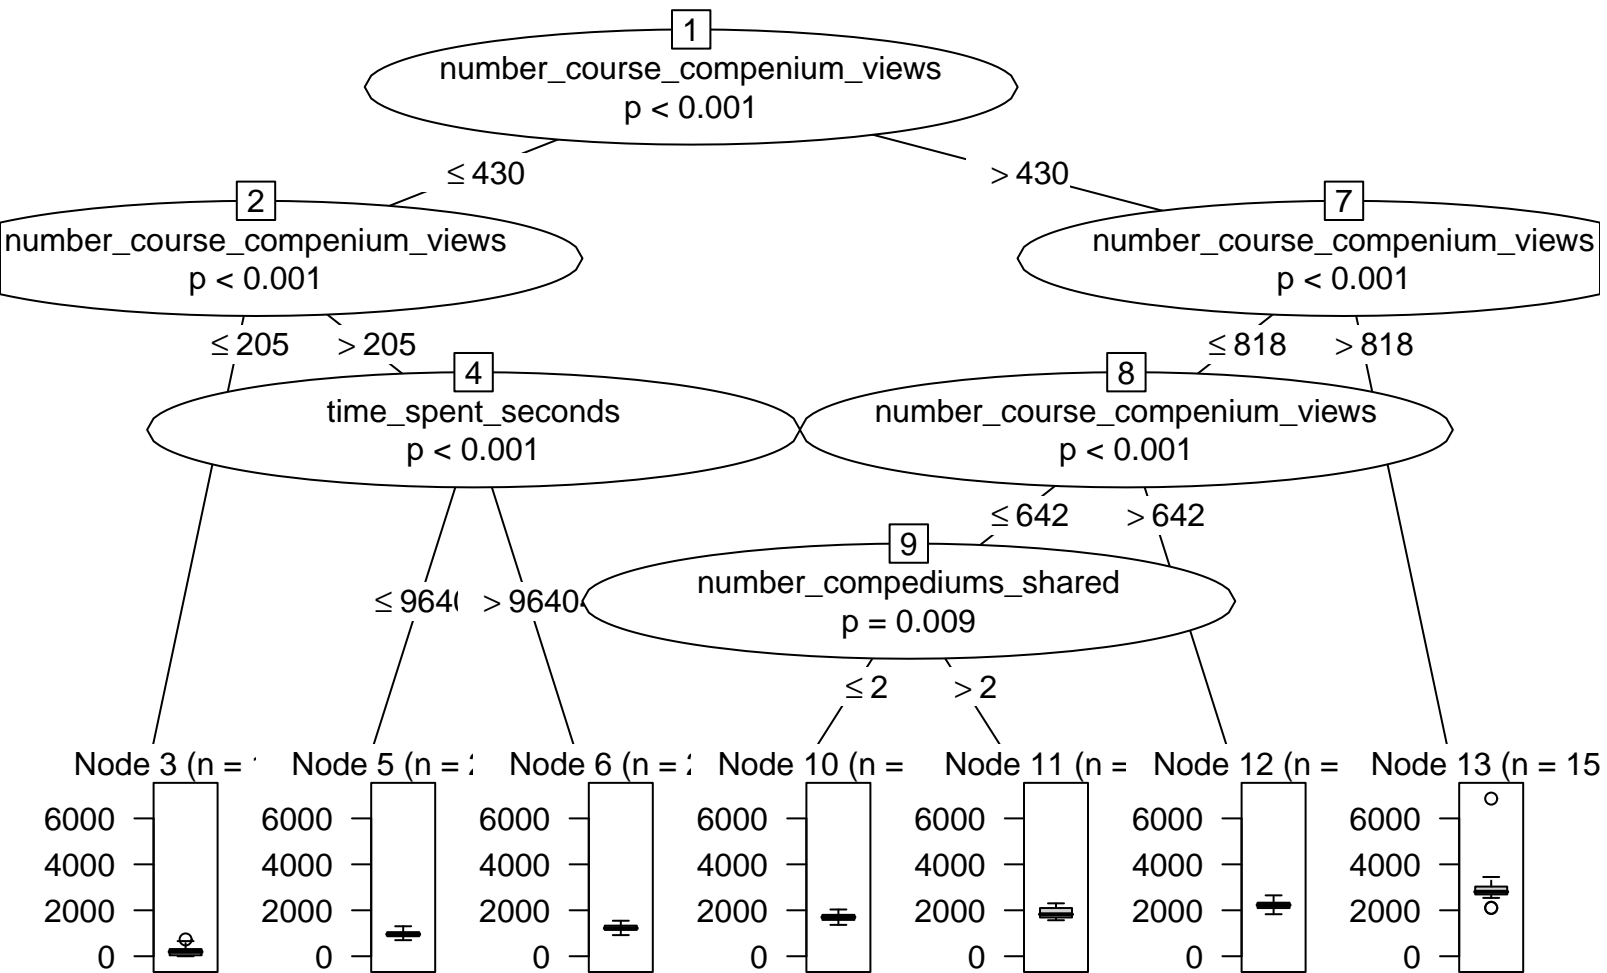 1
number_course_compenium_views
p < 0.001
≤ 430
> 430
2
number_course_compenium_views
p < 0.001
7
number_course_compenium_views
p < 0.001
≤ 205
> 205
≤ 818
> 818
4
time_spent_seconds
p < 0.001
8
number_course_compenium_views
p < 0.001
≤ 642
> 642
9
number_compediums_shared
p = 0.009
≤ 964
> 9640
≤ 2
> 2
Node 3 (n =
Node 5 (n =
Node 6 (n =
Node 10 (n =
Node 11 (n =
Node 12 (n =
Node 13 (n = 15
6000
4000
2000
0
6000
4000
2000
0
6000
4000
2000
0
6000
4000
2000
0
6000
4000
2000
0
6000
4000
2000
0
6000
4000
2000
0